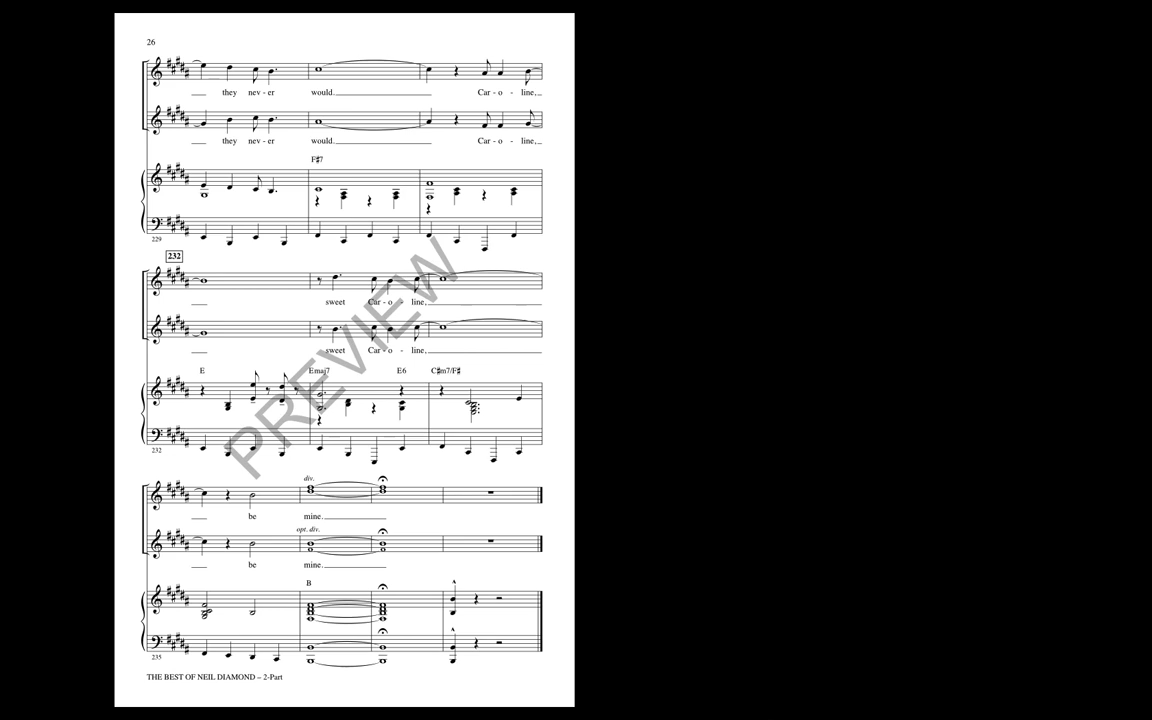 26
they nev - er would. Car - o - line,
they nev - er would. Car - o - line,
F♯7
229
232
sweet Car - o - line,
sweet Car - o - line,
E Emaj7 E6 C♯m7/F♯
232
PREVIEW
div.
be mine.
opt. div.
be mine.
B
235
THE BEST OF NEIL DIAMOND – 2-Part